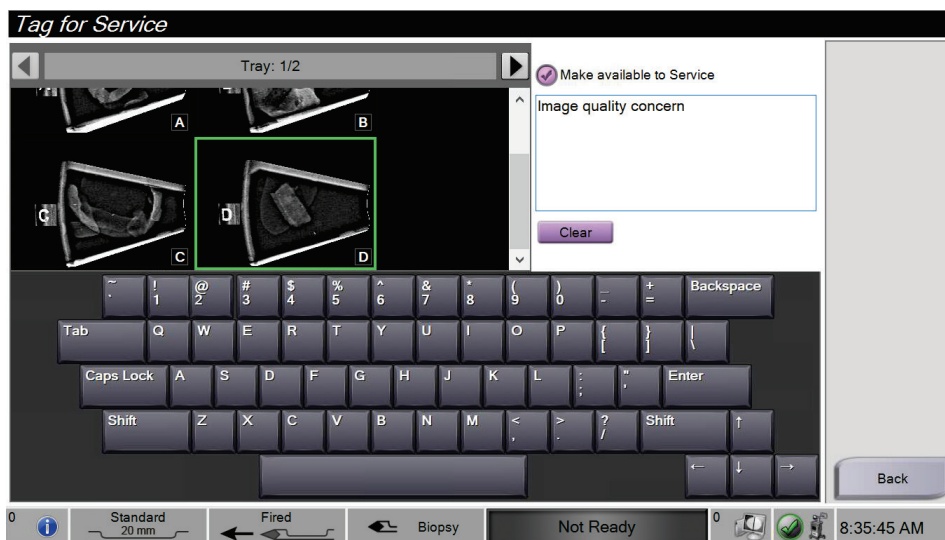 Tag for Service
Tray: 1/2
Make available to Service
Image quality concern
A
B
C
C
D
D
Clear
~ ! @ # $ % ^ & * ( ) _ + Backspace
` 1 2 3 4 5 6 7 8 9 0 - =
Tab Q W E R T Y U I O P { } |
[ ] \
Caps Lock A S D F G H J K L : " Enter
; '
Shift Z X C V B N M < > ? Shift ↑
, . /
← ↓ →
Back
0
Standard
20 mm
Fired
Biopsy
Not Ready
0
8:35:45 AM